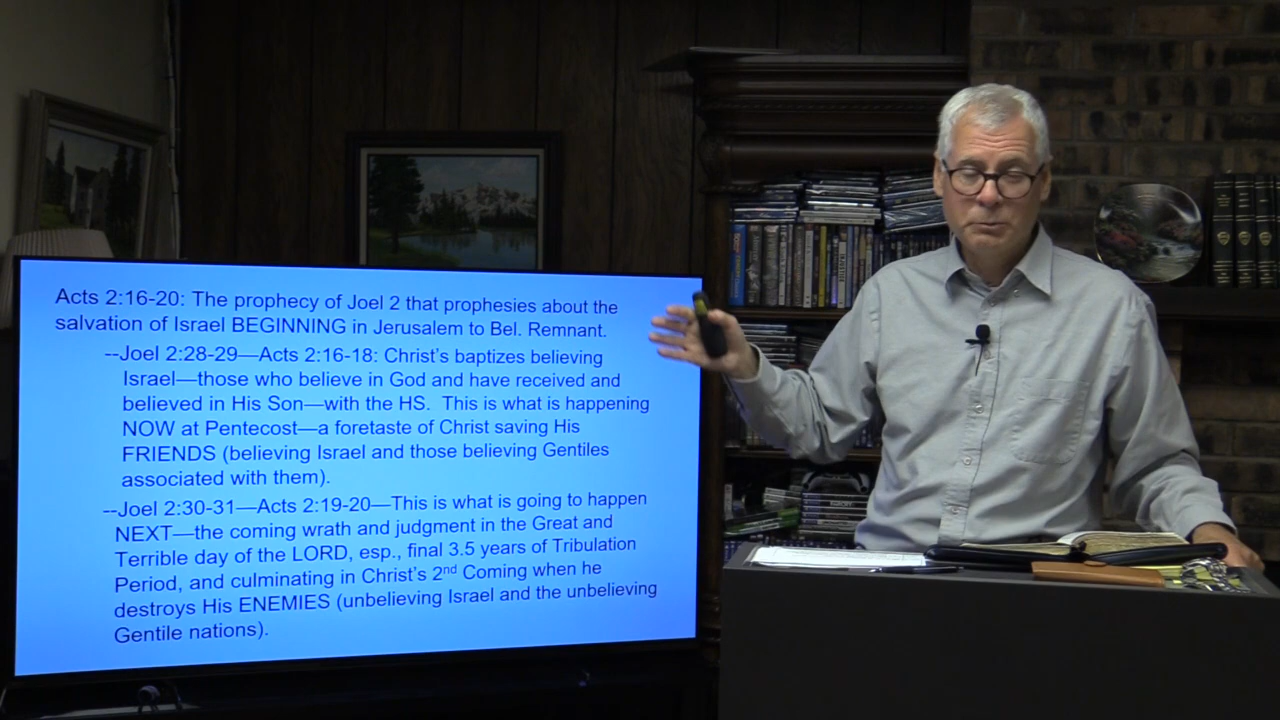 Acts 2:16-20: The prophecy of Joel 2 that prophesies about the
salvation of Israel BEGINNING in Jerusalem to Bel. Remnant.
--Joel 2:28-29—Acts 2:16-18: Christ's baptizes believing
Israel—those who believe in God and have received and
believed in His Son—with the HS. This is what is happening
NOW at Pentecost—a foretaste of Christ saving His
FRIENDS (believing Israel and those believing Gentiles
associated with them).
--Joel 2:30-31—Acts 2:19-20—This is what is going to happen
NEXT—the coming wrath and judgment in the Great and
Terrible day of the LORD, esp., final 3.5 years of Tribulation
Period, and culminating in Christ's 2nd Coming when he
destroys His ENEMIES (unbelieving Israel and the unbelieving
Gentile nations).